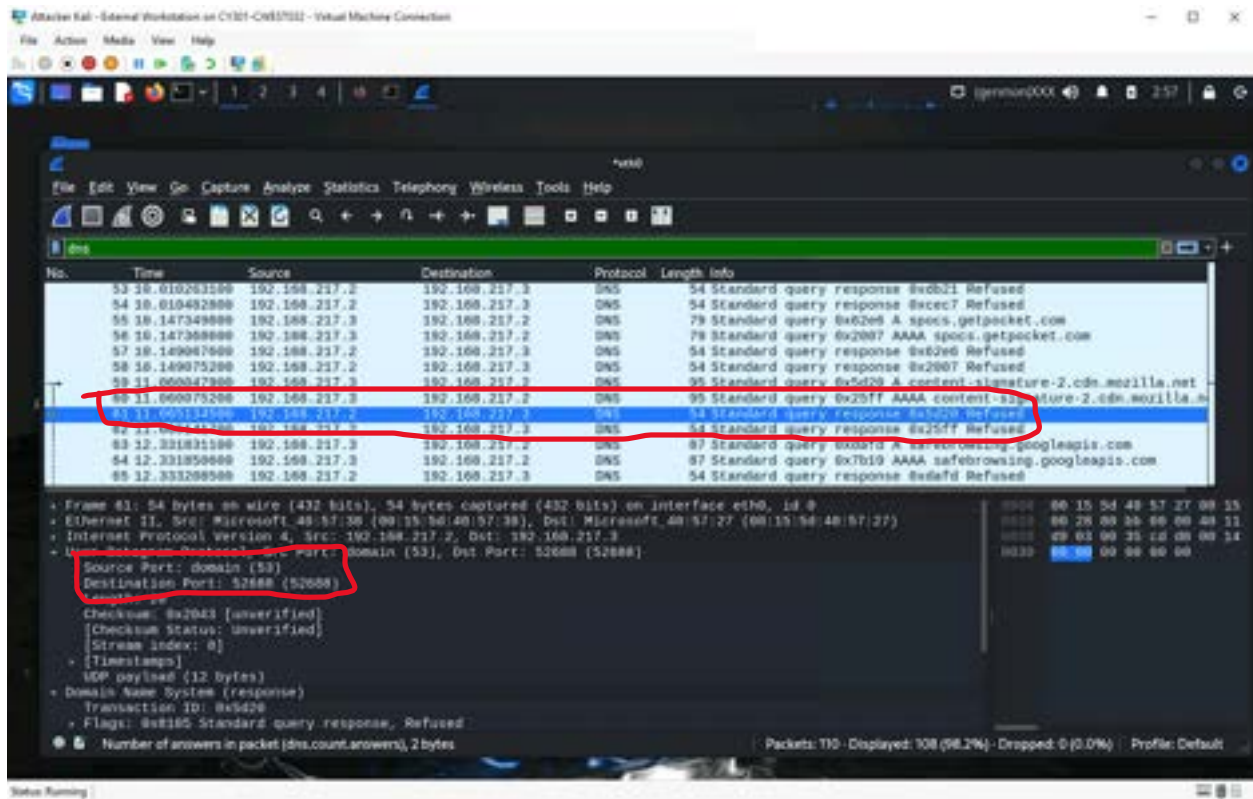 Attacker Kali - External Workstation on CY301- - Virtual Machine Connection
File Action Media View Help
1 2 3 4
2:57
*eth0
File Edit View Go Capture Analyze Statistics Telephony Wireless Tools Help
dns
No. Time Source Destination Protocol Length Info
53 10.010263100 192.168.217.2 192.168.217.3 DNS 54 Standard query response 0xdb21 Refused
54 10.010482800 192.168.217.2 192.168.217.3 DNS 54 Standard query response 0xcec7 Refused
55 10.147349800 192.168.217.3 192.168.217.2 DNS 79 Standard query 0x62e6 A spocs.getpocket.com
56 10.147360000 192.168.217.3 192.168.217.2 DNS 79 Standard query 0x2007 AAAA spocs.getpocket.com
57 10.149067600 192.168.217.2 192.168.217.3 DNS 54 Standard query response 0x62e6 Refused
58 10.149075200 192.168.217.2 192.168.217.3 DNS 54 Standard query response 0x2007 Refused
59 11.060047900 192.168.217.3 192.168.217.2 DNS 95 Standard query 0x5d20 A content-signature-2.cdn.mozilla.net
60 11.060075200 192.168.217.3 192.168.217.2 DNS 95 Standard query 0x25ff AAAA content-signature-2.cdn.mozilla.n
61 11.065134500 192.168.217.2 192.168.217.3 DNS 54 Standard query response 0x5d20 Refused
62 192.168.217.2 192.168.217.3 DNS 54 Standard query response 0x25ff Refused
63 12.331831500 192.168.217.3 192.168.217.2 DNS 87 Standard query 0xdafd A safebrowsing.googleapis.com
64 12.331850600 192.168.217.3 192.168.217.2 DNS 87 Standard query 0x7b19 AAAA safebrowsing.googleapis.com
65 12.333208500 192.168.217.2 192.168.217.3 DNS 54 Standard query response 0xdafd Refused
Frame 61: 54 bytes on wire (432 bits), 54 bytes captured (432 bits) on interface eth0, id 0
Ethernet II, Src: Microsoft_40:57:38 (00:15:5d:40:57:38), Dst: Microsoft_40:57:27 (00:15:5d:40:57:27)
Internet Protocol Version 4, Src: 192.168.217.2, Dst: 192.168.217.3
User Datagram Protocol, Src Port: domain (53), Dst Port: 52688 (52688)
Source Port: domain (53)
Destination Port: 52688 (52688)
Length: 20
Checksum: 0x2043 [unverified]
[Checksum Status: Unverified]
[Stream index: 0]
[Timestamps]
UDP payload (12 bytes)
Domain Name System (response)
Transaction ID: 0x5d20
Flags: 0x8105 Standard query response, Refused
00 15 5d 40 57 27 00 15
Number of answers in packet (dns.count.answers), 2 bytes
Packets: 110 · Displayed: 108 (98.2%) · Dropped: 0 (0.0%)
Profile: Default
Status: Running